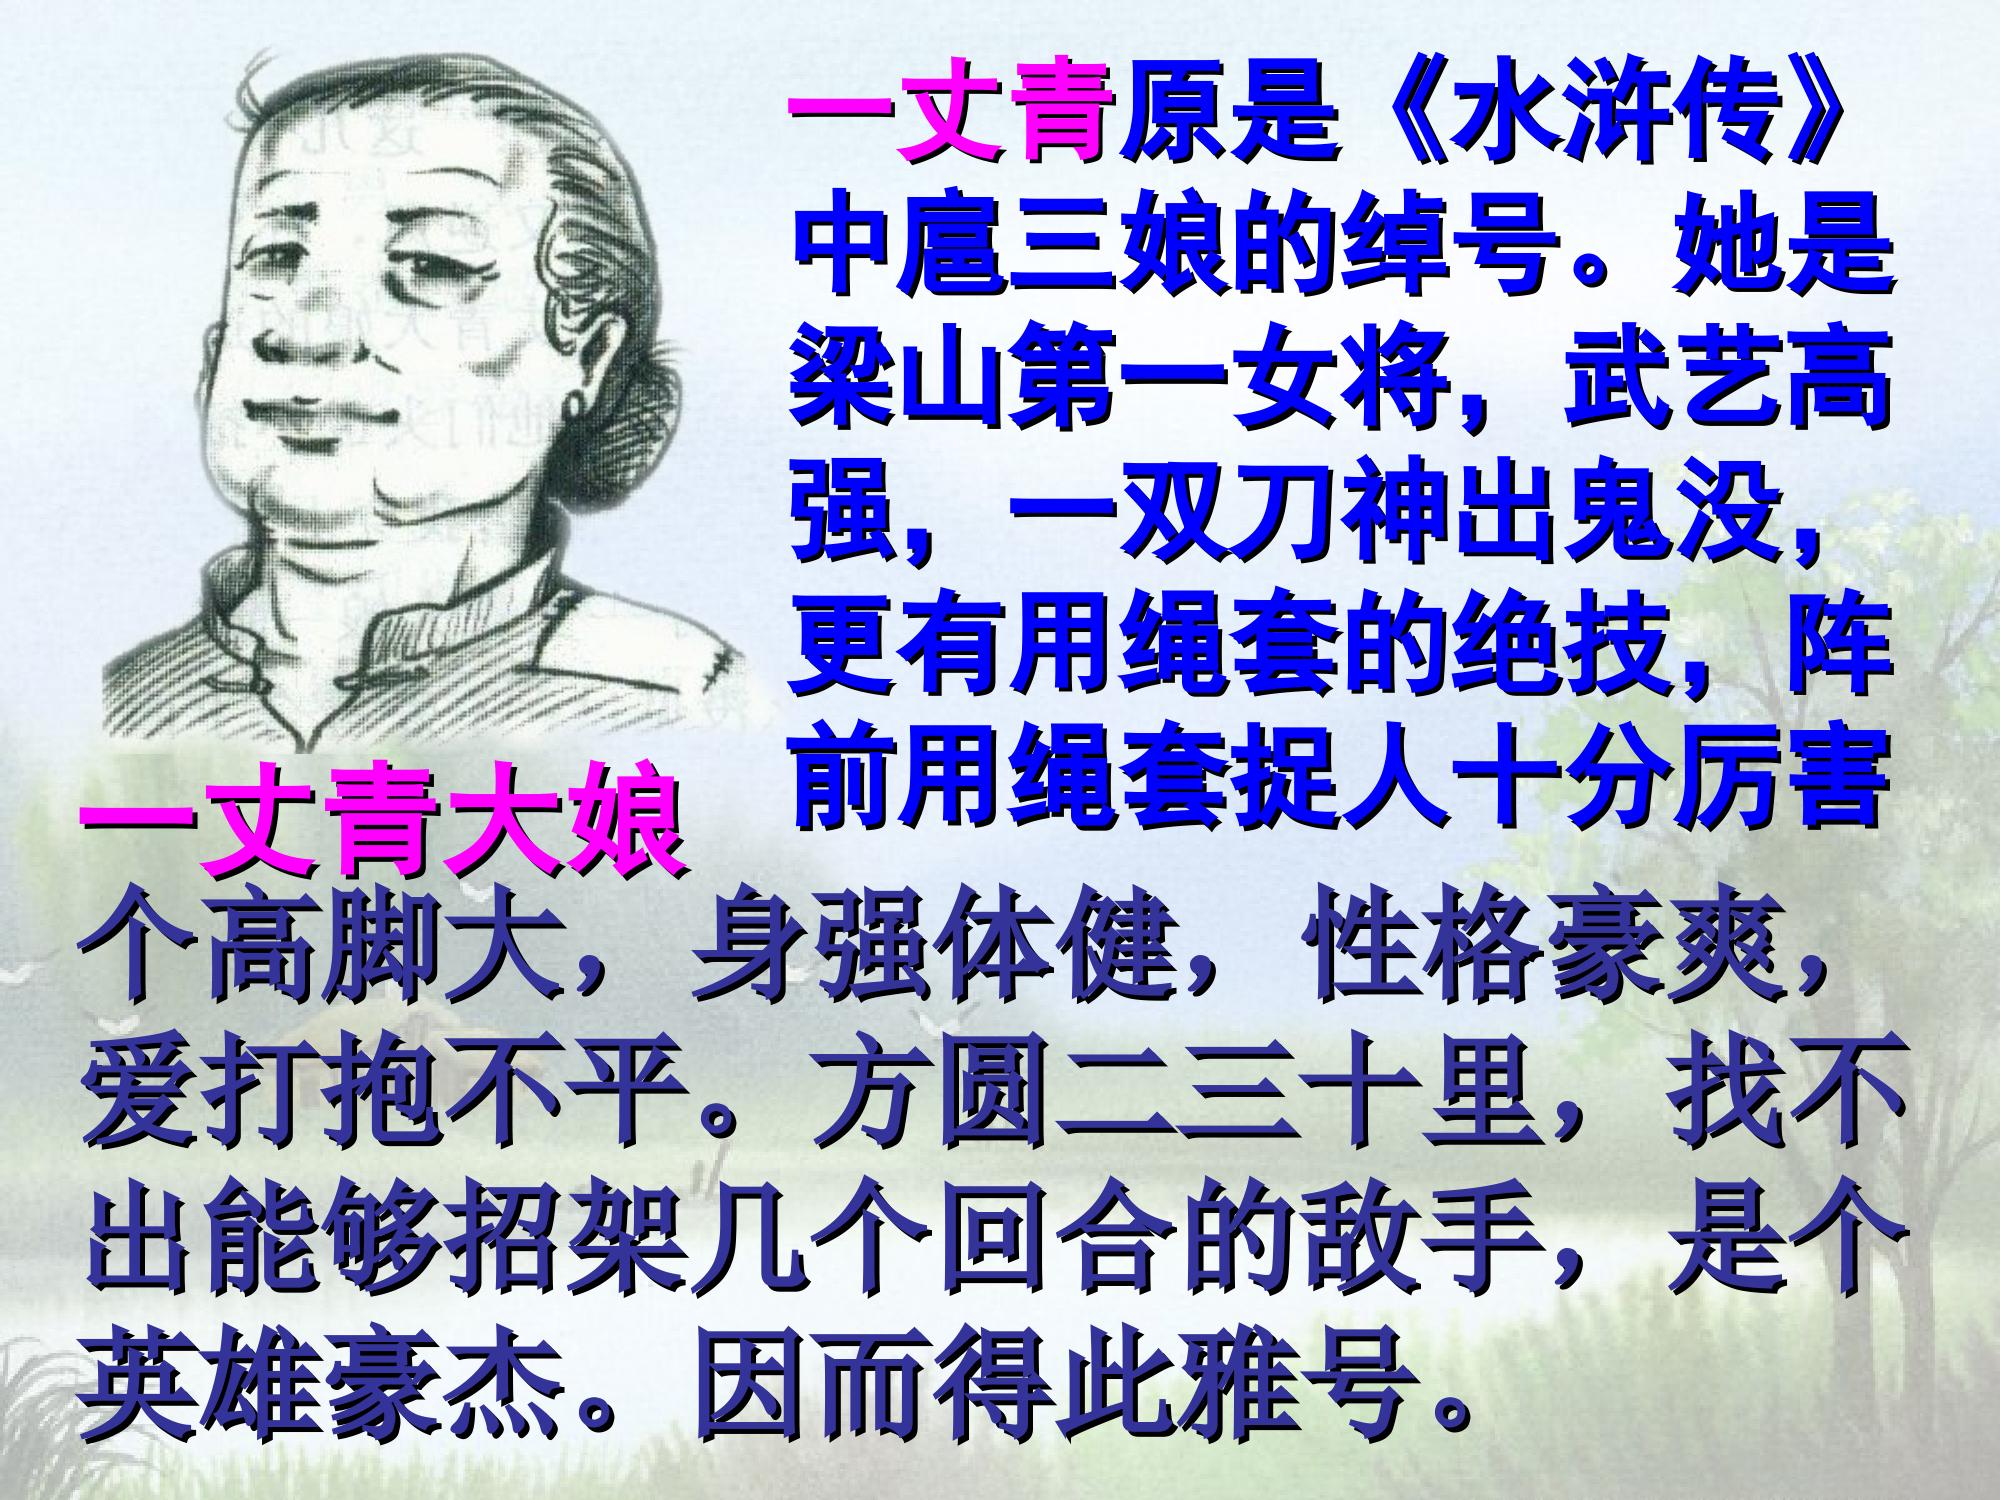 一丈青原是《水浒传》
中扈三娘的绰号。她是
梁山第一女将，武艺高
强，一双刀神出鬼没，
更有用绳套的绝技，阵
前用绳套捉人十分厉害
一丈青大娘
个高脚大，身强体健，性格豪爽，
爱打抱不平。方圆二三十里，找不
出能够招架几个回合的敌手，是个
英雄豪杰。因而得此雅号。